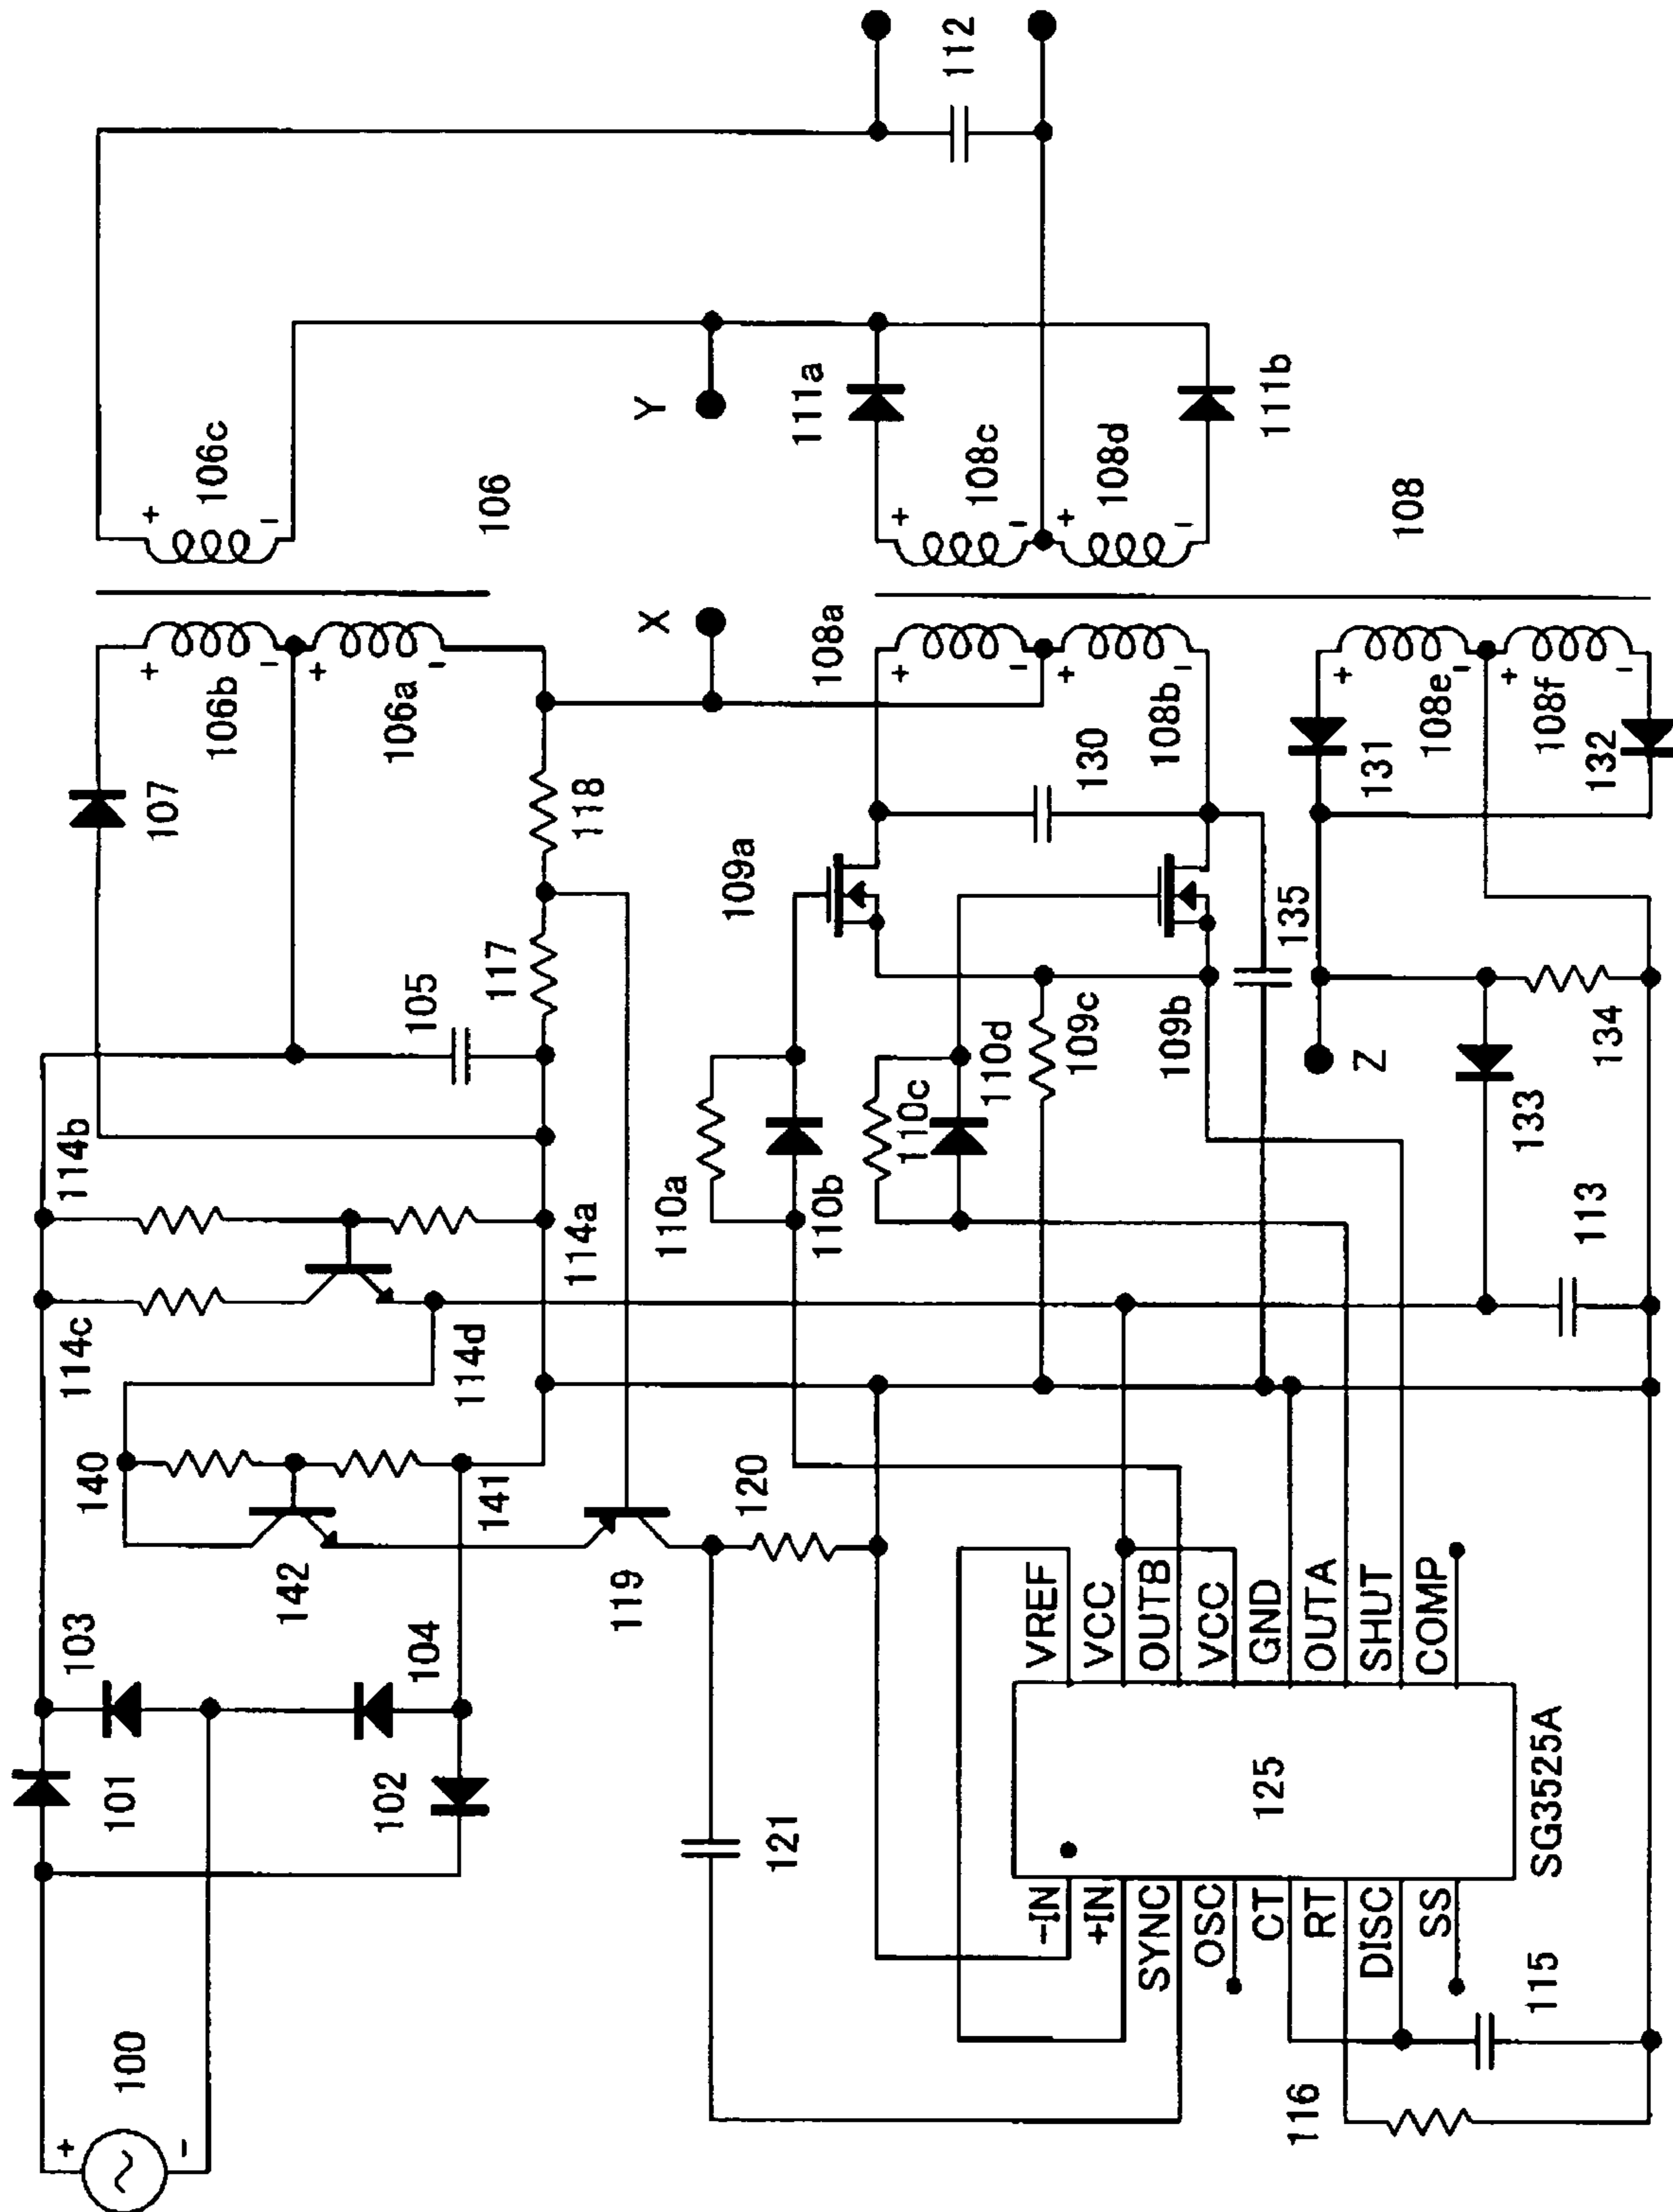 100
+
-
101
103
102
104
142
140
141
114c
114d
114b
114a
105
107
106b
106a
106c
106
+
-
+
-
+
-
117
118
119
120
121
X
Y
112
110a
110b
110c
110d
109a
109b
109c
130
135
108a
108b
108c
108d
108e
108f
108
+
-
+
-
+
-
+
-
+
-
+
-
111a
111b
131
132
133
134
Z
113
-IN
+IN
SYNC
OSC
CT
RT
DISC
SS
VREF
VCC
OUTB
VCC
GND
OUTA
SHUT
COMP
125
SG3525A
115
116